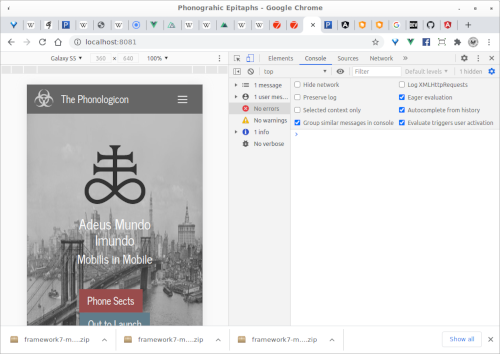 Phonograhic Epitaphs - Google Chrome
localhost:8081
Galaxy S5 360 × 640 100%
Elements Console Sources Network
top Filter Default levels 1 hidden
The Phonologicon
Adeus Mundo
Imundo
Mobilis in Mobile
Phone Sects
Out to Launch
1 message
1 user mes...
No errors
No warnings
1 info
No verbose
Hide network
Log XMLHttpRequests
Preserve log
Eager evaluation
Selected context only
Autocomplete from history
Group similar messages in console
Evaluate triggers user activation
framework7-m....zip
framework7-m....zip
framework7-m....zip
Show all